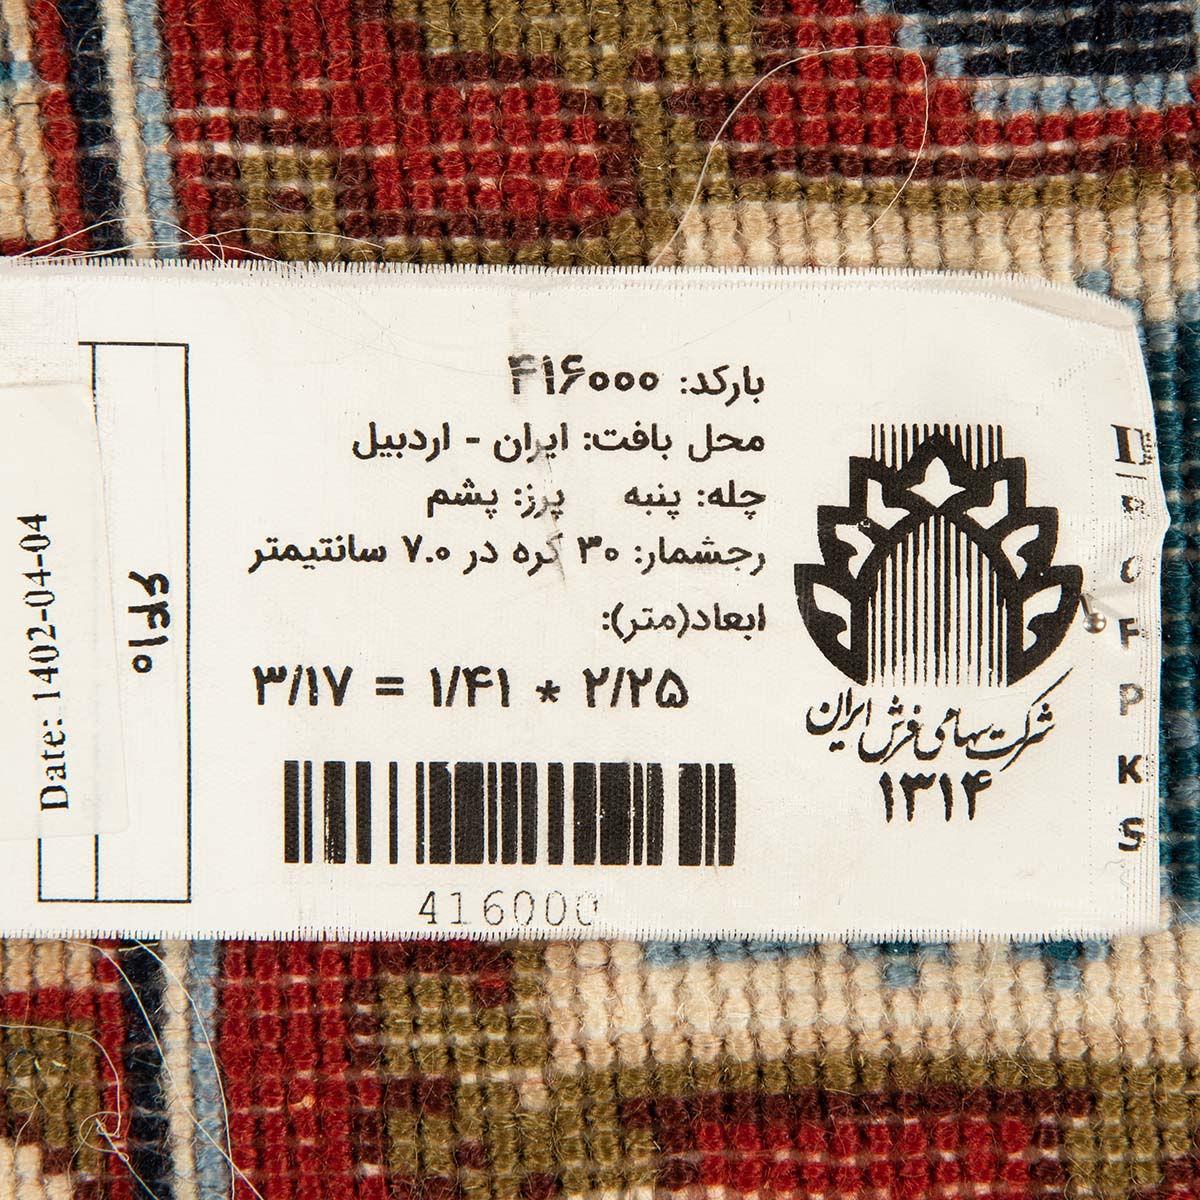 بارکد: ۴۱۶۰۰۰
محل بافت: ایران - اردبیل
چله: پنبه پرز: پشم
رجشمار: ۳۰ گره در ۷.۰ سانتیمتر
ابعاد(متر):
۲/۲۵ * ۱/۴۱ = ۳/۱۷
416000
شرکت سهامی فرش ایران
۱۳۱۴
۶۴۱۰
Date: 1402-04-04
F
P
K
S